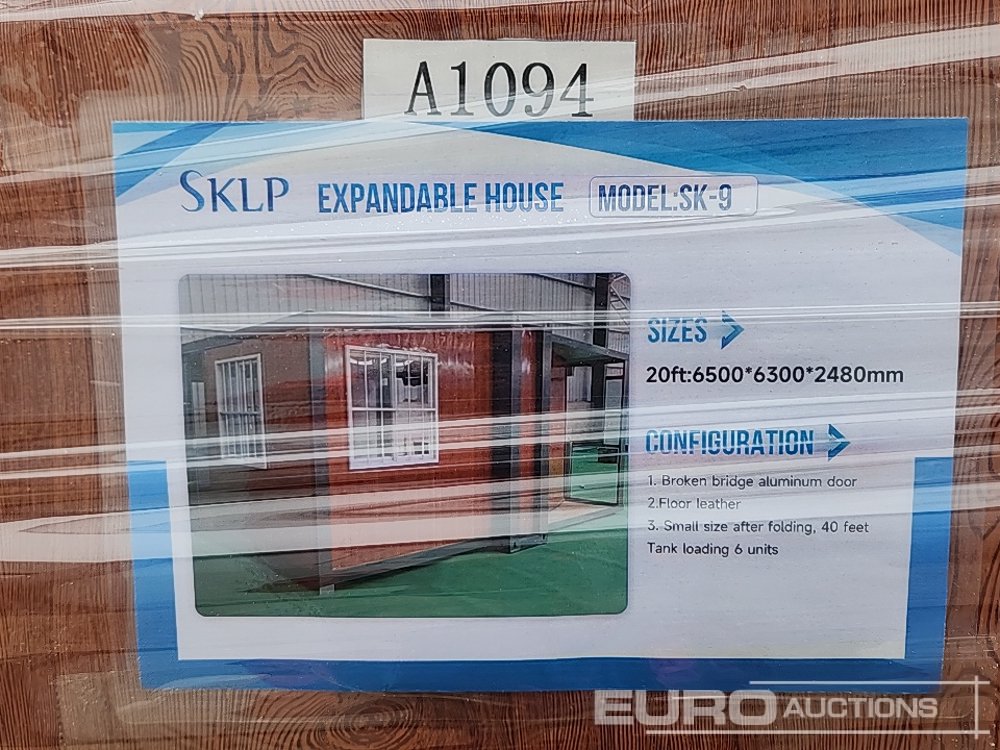 A1094
SKLP EXPANDABLE HOUSE MODEL:SK-9
SIZES
20ft:6500*6300*2480mm
CONFIGURATION
1. Broken bridge aluminum door
2.Floor leather
3. Small size after folding, 40 feet
Tank loading 6 units
EURO AUCTIONS